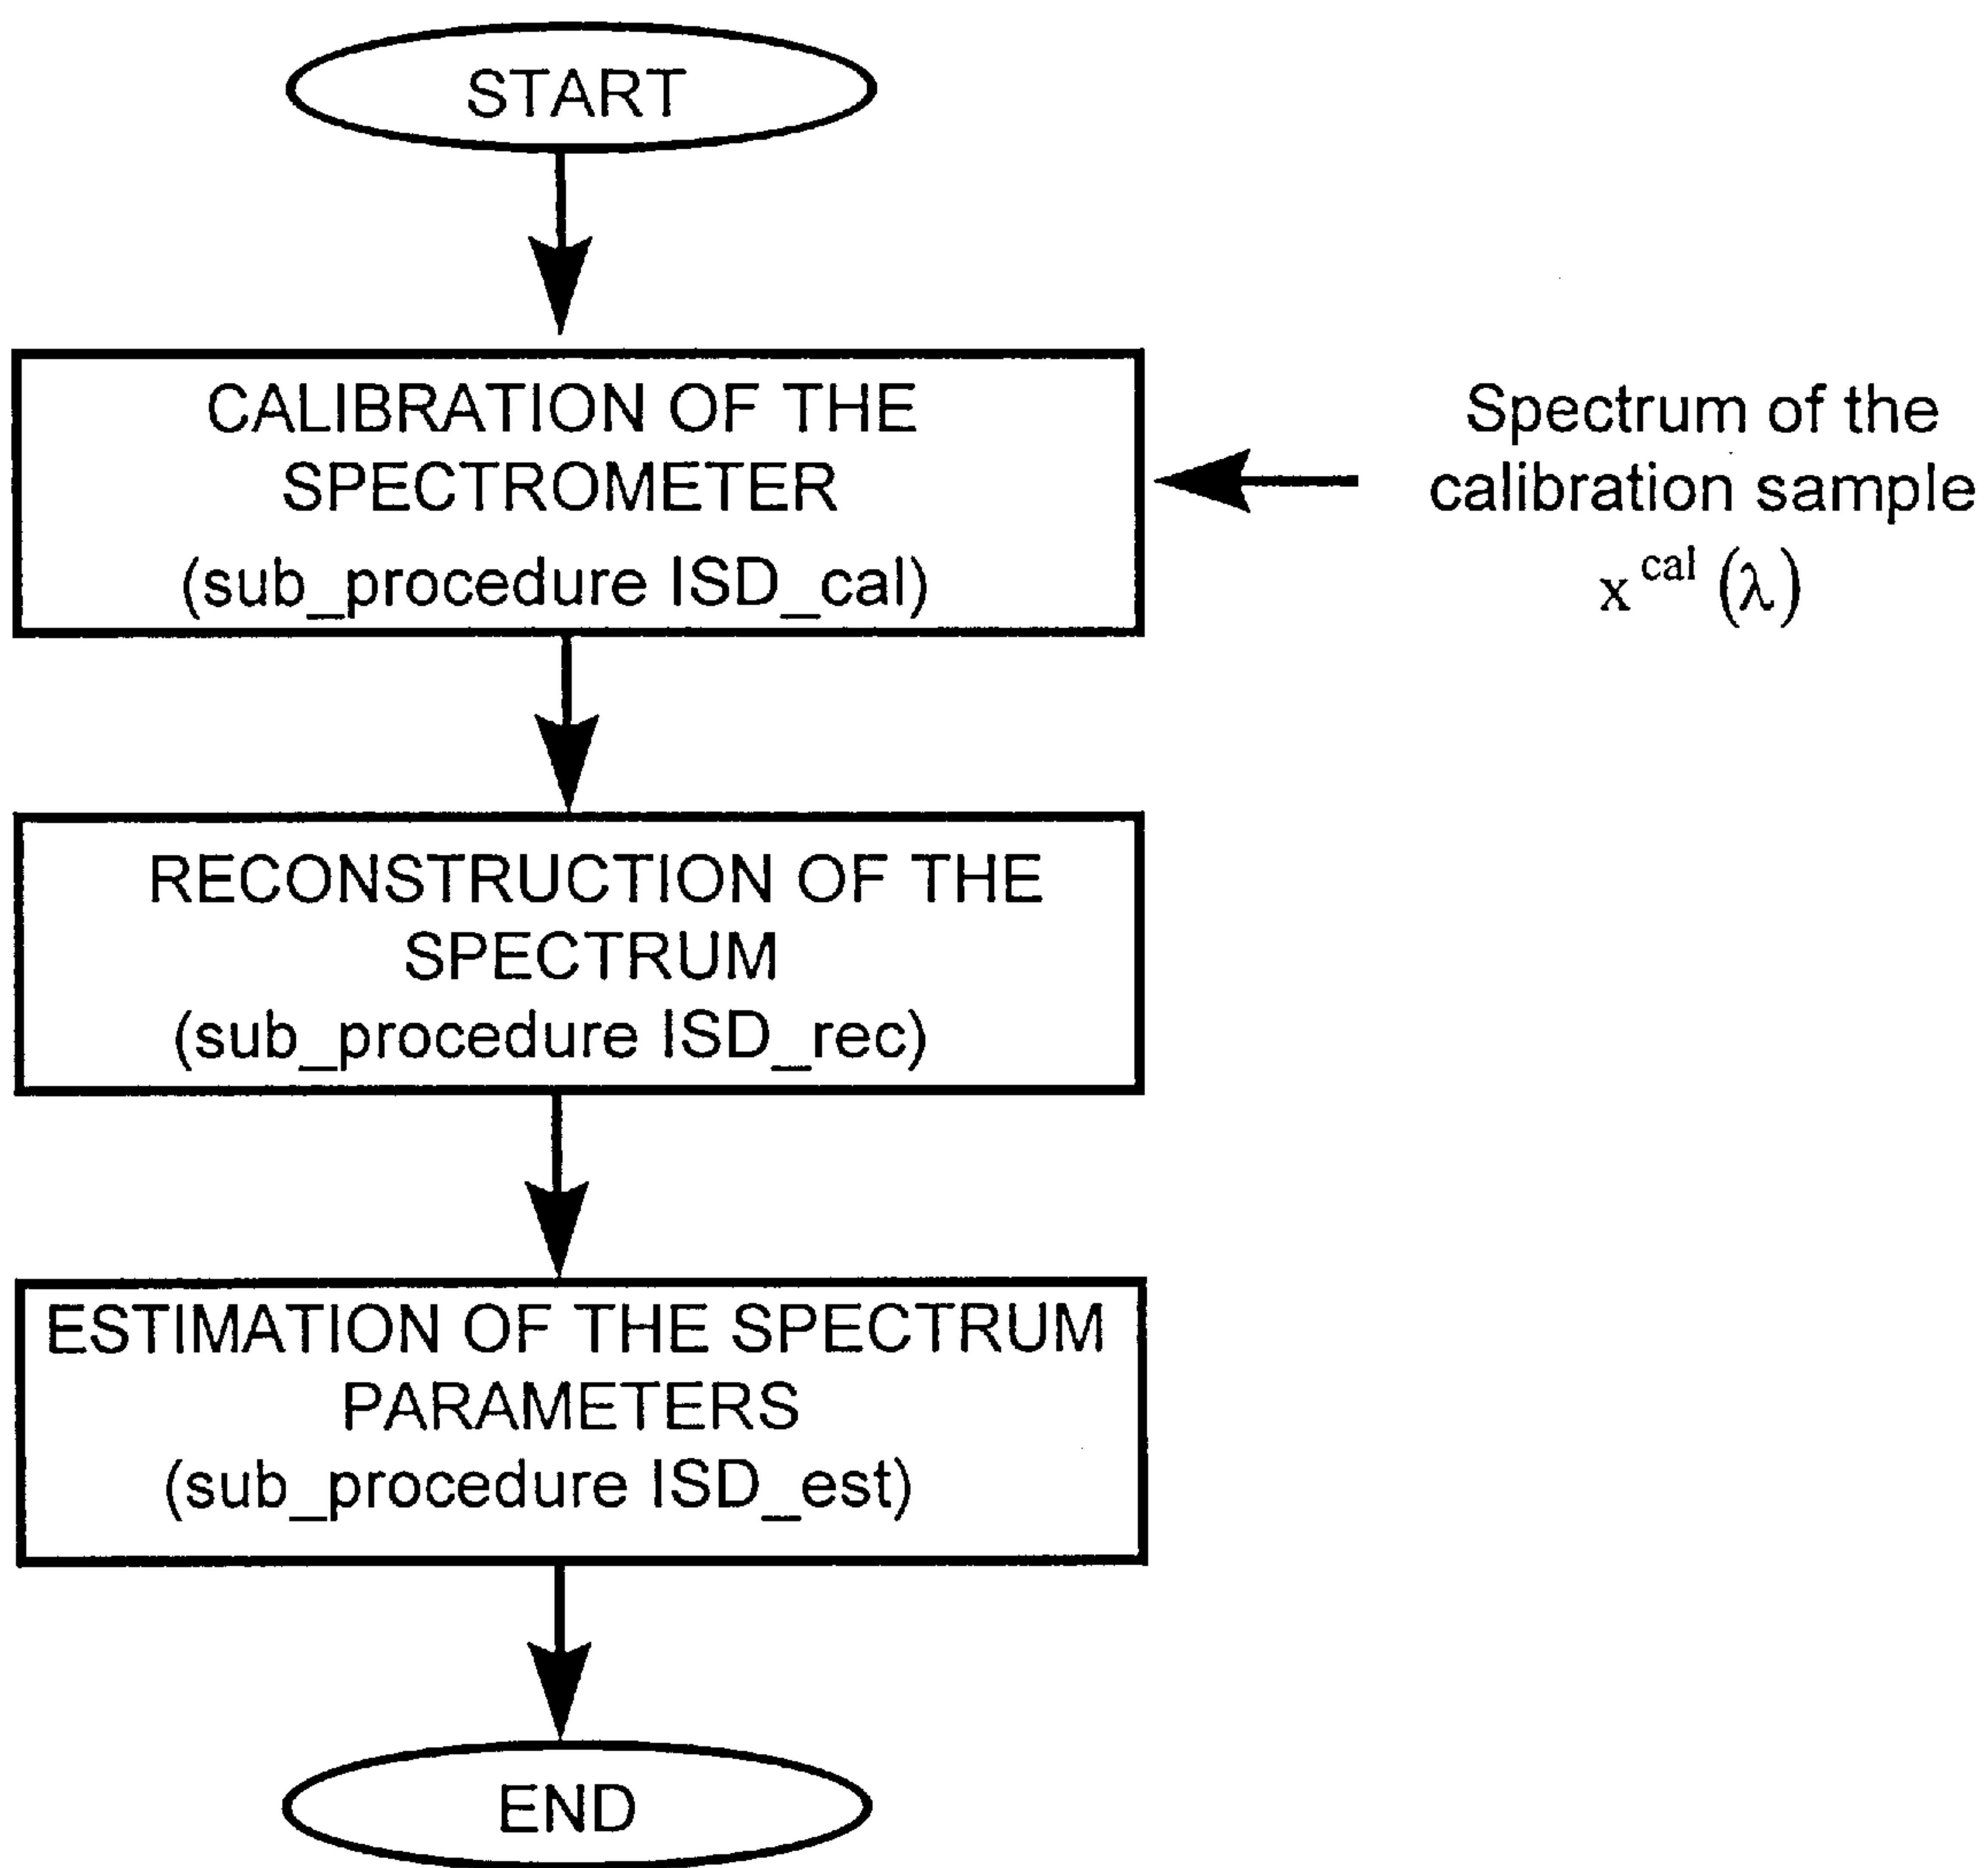 START
CALIBRATION OF THE
SPECTROMETER
(sub_procedure ISD_cal)
Spectrum of the
calibration sample
x^cal (λ)
RECONSTRUCTION OF THE
SPECTRUM
(sub_procedure ISD_rec)
ESTIMATION OF THE SPECTRUM
PARAMETERS
(sub_procedure ISD_est)
END